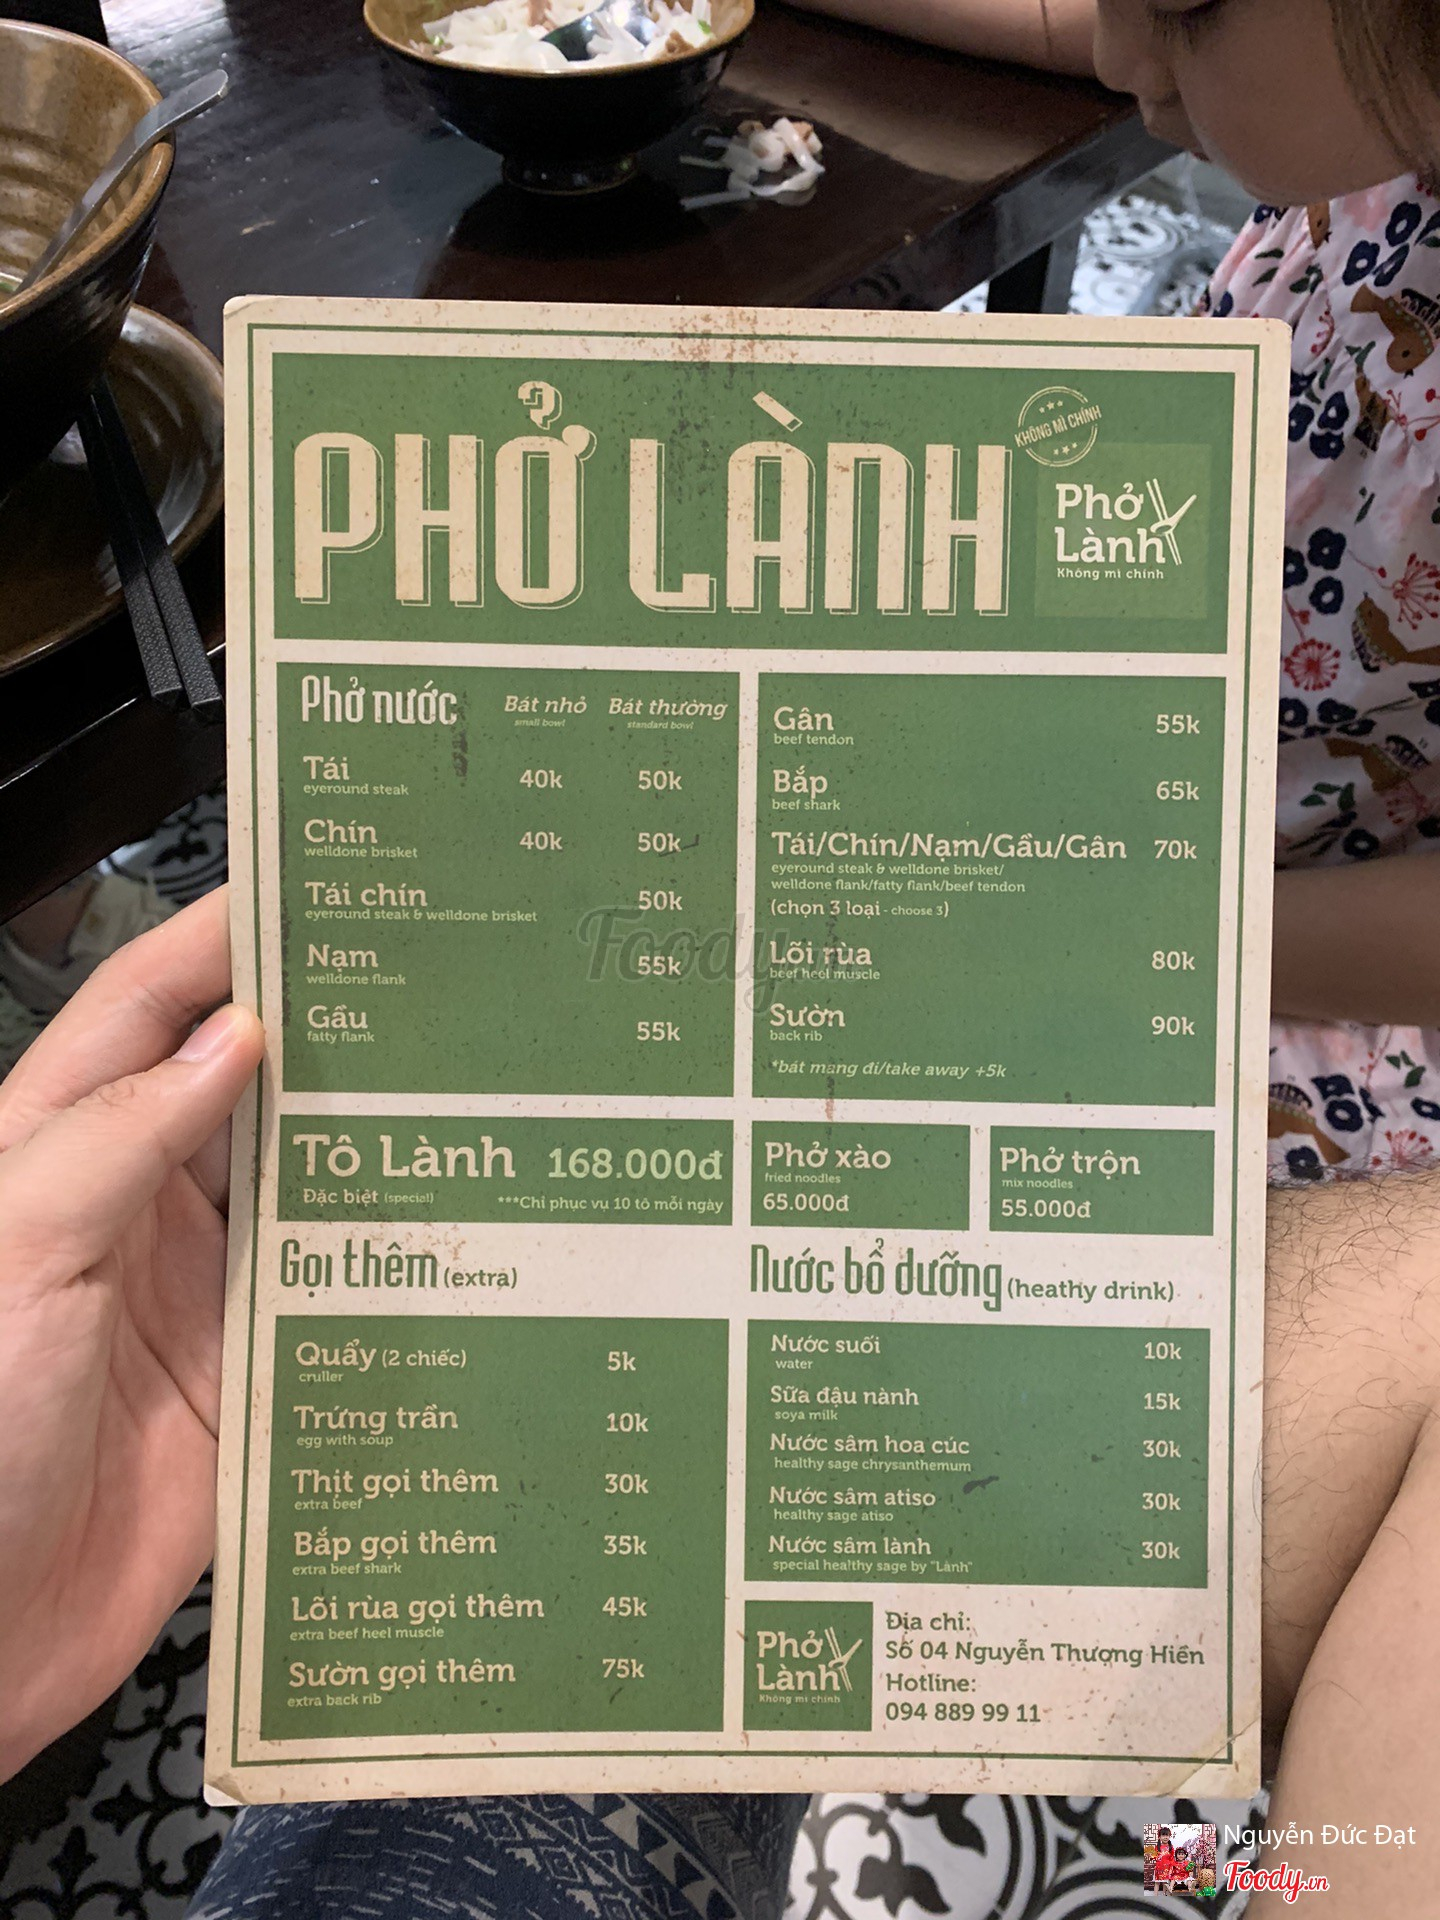 PHỞ LÀNH
KHÔNG MÌ CHÍNH
Phở
Lành
Không mì chính
Phở nước
Bát nhỏ Bát thường
small bowl standard bowl
Tái 40k 50k
eyeround steak
Chín 40k 50k
welldone brisket
Tái chín 50k
eyeround steak & welldone brisket
Nạm 55k
welldone flank
Gầu 55k
fatty flank
Gân 55k
beef tendon
Bắp 65k
beef shark
Tái/Chín/Nạm/Gầu/Gân 70k
eyeround steak & welldone brisket/
welldone flank/fatty flank/beef tendon
(chọn 3 loại - choose 3)
Lõi rùa 80k
beef heel muscle
Sườn 90k
back rib
*bát mang đi/take away +5k
Foody.vn
Tô Lành 168.000đ
Đặc biệt (special) ***Chỉ phục vụ 10 tô mỗi ngày
Phở xào
fried noodles
65.000đ
Phở trộn
mix noodles
55.000đ
Gọi thêm (extra)
Quẩy (2 chiếc) 5k
cruller
Trứng trần 10k
egg with soup
Thịt gọi thêm 30k
extra beef
Bắp gọi thêm 35k
extra beef shark
Lõi rùa gọi thêm 45k
extra beef heel muscle
Sườn gọi thêm 75k
extra back rib
Nước bổ dưỡng (heathy drink)
Nước suối 10k
water
Sữa đậu nành 15k
soya milk
Nước sâm hoa cúc 30k
healthy sage chrysanthemum
Nước sâm atiso 30k
healthy sage atiso
Nước sâm lành 30k
special healthy sage by "Lành"
Phở
Lành
Không mì chính
Địa chỉ:
Số 04 Nguyễn Thượng Hiền
Hotline:
094 889 99 11
Nguyễn Đức Đạt
Foody.vn